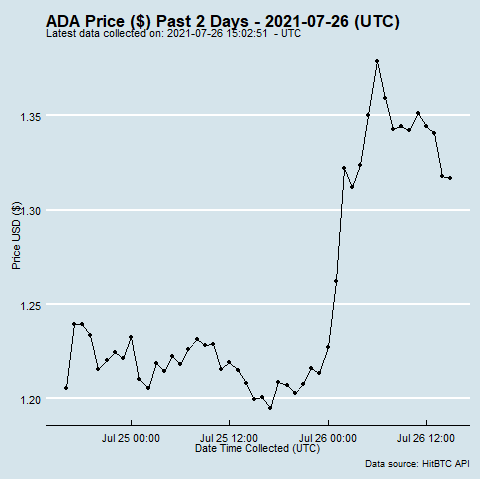 ADA Price ($) Past 2 Days - 2021-07-26 (UTC)
Latest data collected on: 2021-07-26 15:02:51 - UTC
1.35
1.30
Price USD ($)
1.25
1.20
Jul 25 00:00 Jul 25 12:00 Jul 26 00:00 Jul 26 12:00
Date Time Collected (UTC)
Data source: HitBTC API